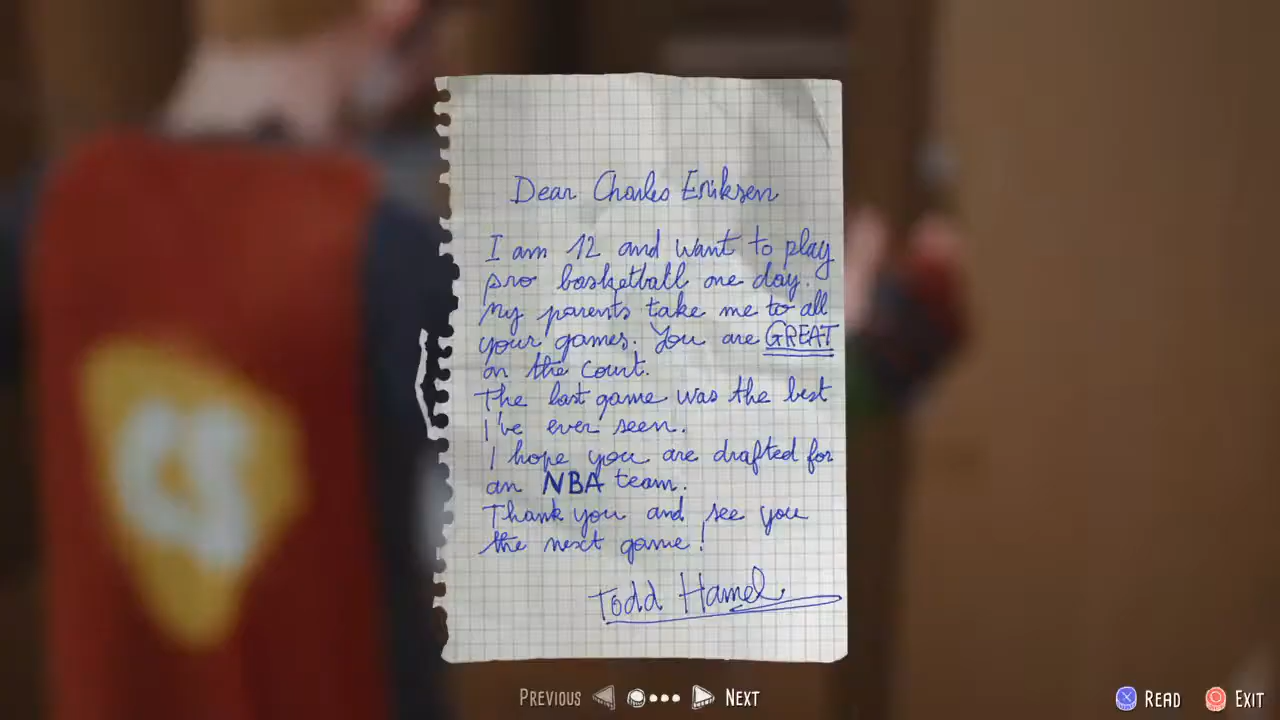 Dear Charles Eriksen
I am 12 and want to play
pro basketball one day.
My parents take me to all
your games. You are GREAT
on the court.
The last game was the best
I've ever seen.
I hope you are drafted for
an NBA team.
Thank you and see you
the next game!
Todd Hamel
CS
PREVIOUS NEXT
READ EXIT